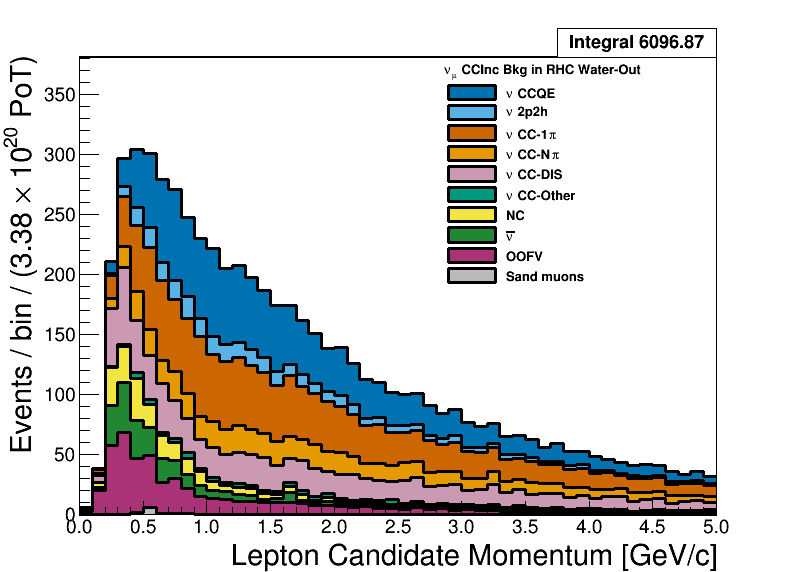 Integral 6096.87
ν_μ CCInc Bkg in RHC Water-Out
ν CCQE
ν 2p2h
ν CC-1π
ν CC-Nπ
ν CC-DIS
ν CC-Other
NC
ν̅
OOFV
Sand muons
Events / bin / (3.38 × 10^20 PoT)
350
300
250
200
150
100
50
0
0.0 0.5 1.0 1.5 2.0 2.5 3.0 3.5 4.0 4.5 5.0
Lepton Candidate Momentum [GeV/c]